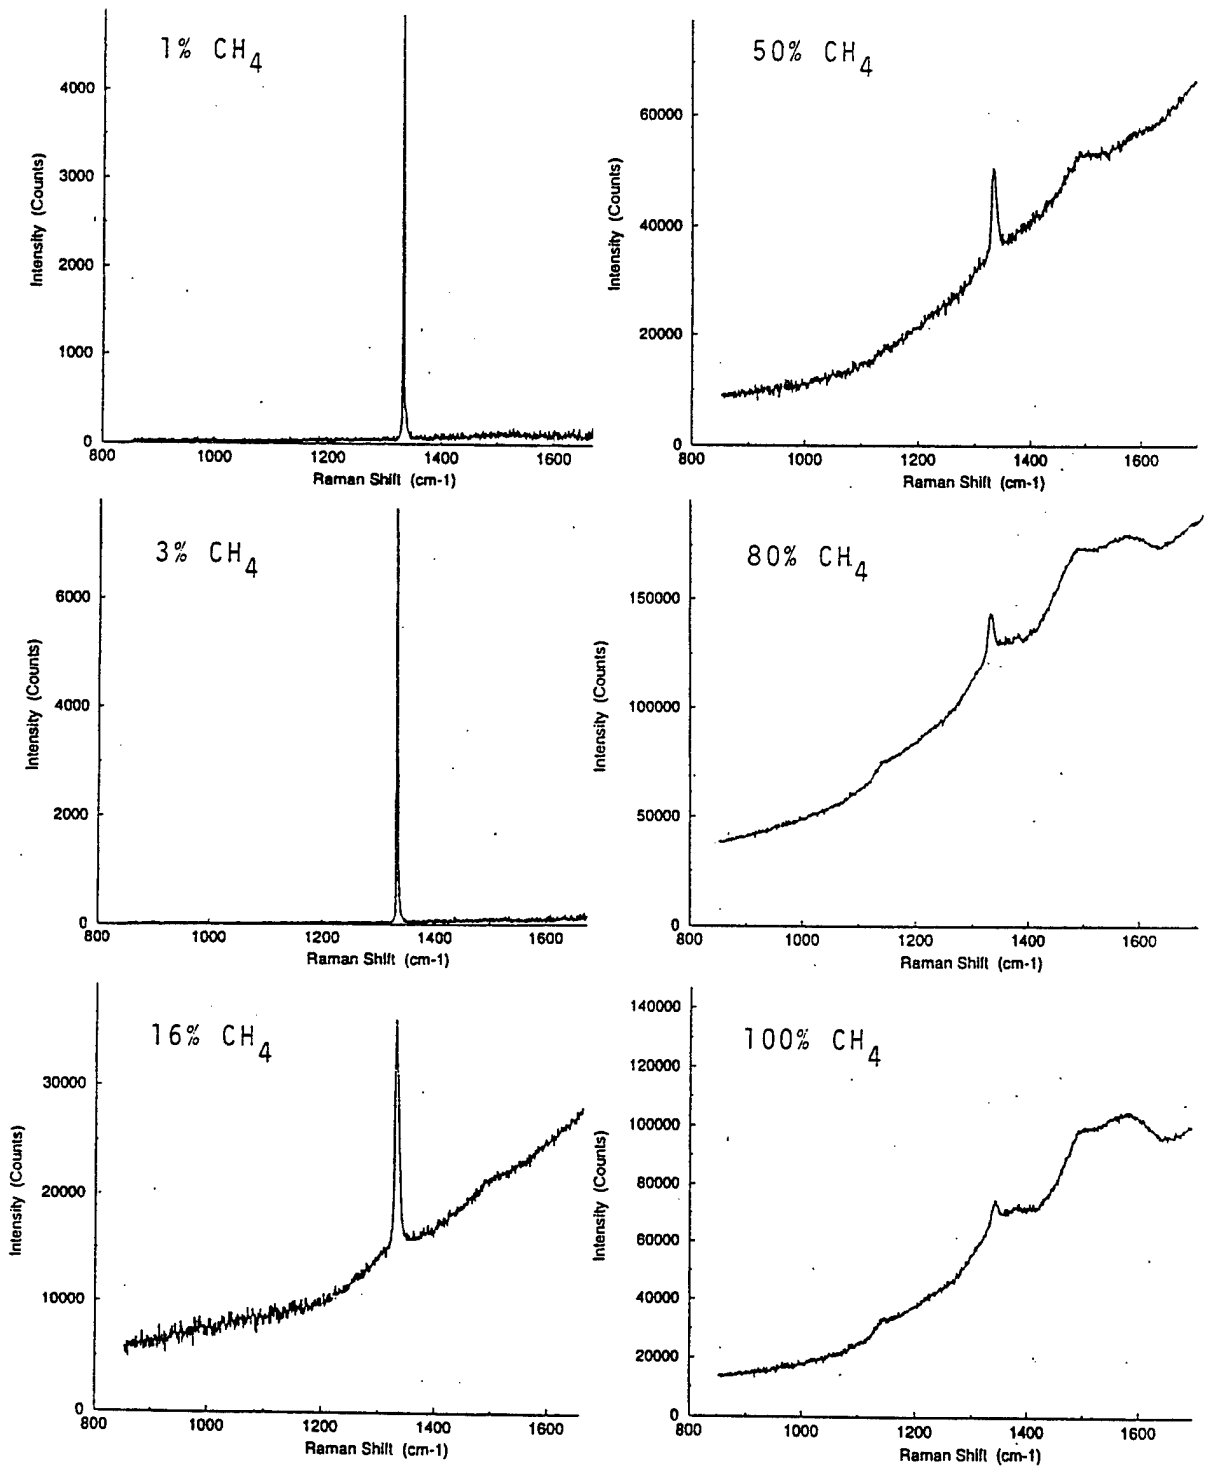 1% CH4
4000
3000
2000
1000
0
Intensity (Counts)
800 1000 1200 1400 1600
Raman Shift (cm-1)
50% CH4
60000
40000
20000
0
Intensity (Counts)
800 1000 1200 1400 1600
Raman Shift (cm-1)
3% CH4
6000
4000
2000
0
Intensity (Counts)
800 1000 1200 1400 1600
Raman Shift (cm-1)
80% CH4
150000
100000
50000
0
Intensity (Counts)
800 1000 1200 1400 1600
Raman Shift (cm-1)
16% CH4
30000
20000
10000
0
Intensity (Counts)
800 1000 1200 1400 1600
Raman Shift (cm-1)
100% CH4
140000
120000
100000
80000
60000
40000
20000
0
Intensity (Counts)
800 1000 1200 1400 1600
Raman Shift (cm-1)